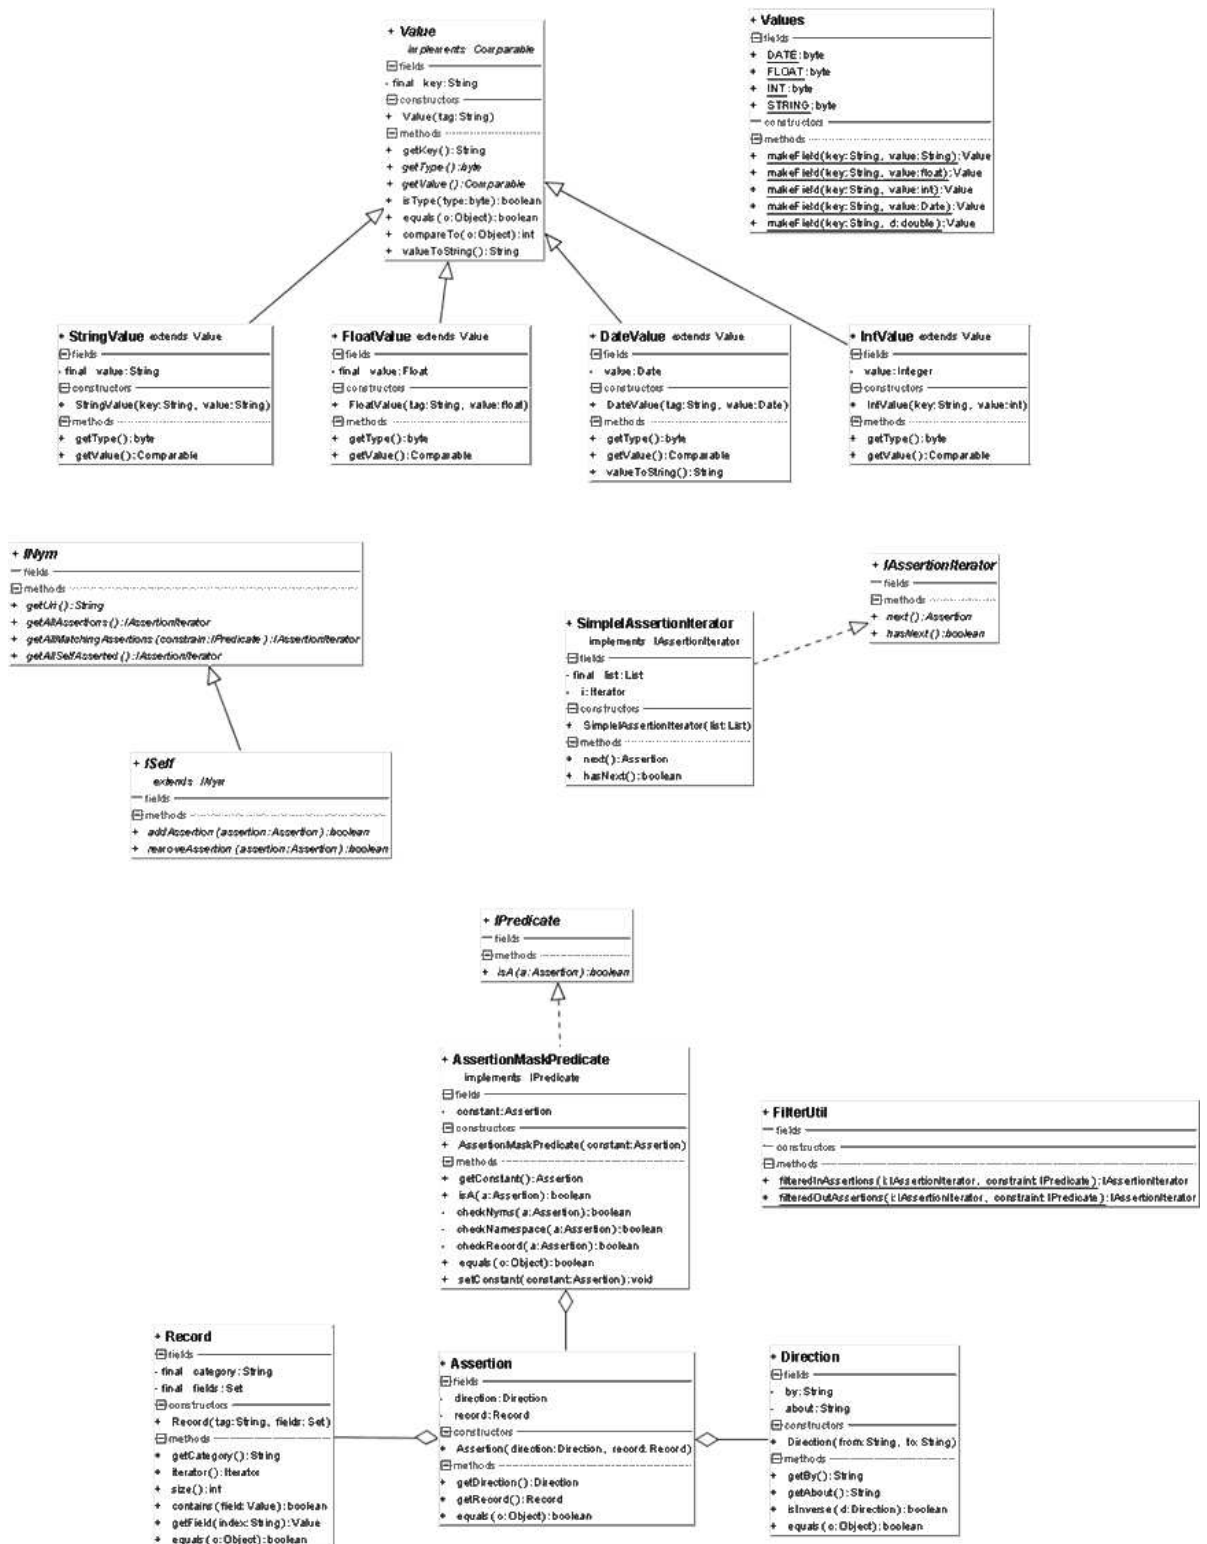 + Value
implements Comparable
fields
- final key:String
constructors
+ Value(tag:String)
methods
+ getKey():String
+ getType():byte
+ getValue():Comparable
+ isType(type:byte):boolean
+ equals(o:Object):boolean
+ compareTo(o:Object):int
+ valueToString():String
+ Values
fields
+ DATE:byte
+ FLOAT:byte
+ INT:byte
+ STRING:byte
constructors
methods
+ makeField(key:String, value:String):Value
+ makeField(key:String, value:float):Value
+ makeField(key:String, value:int):Value
+ makeField(key:String, value:Date):Value
+ makeField(key:String, d:double):Value
+ StringValue extends Value
fields
- final value:String
constructors
+ StringValue(key:String, value:String)
methods
+ getType():byte
+ getValue():Comparable
+ FloatValue extends Value
fields
- final value:Float
constructors
+ FloatValue(tag:String, value:float)
methods
+ getType():byte
+ getValue():Comparable
+ DateValue extends Value
fields
- value:Date
constructors
+ DateValue(tag:String, value:Date)
methods
+ getType():byte
+ getValue():Comparable
+ valueToString():String
+ IntValue extends Value
fields
- value:Integer
constructors
+ IntValue(key:String, value:int)
methods
+ getType():byte
+ getValue():Comparable
+ INym
fields
methods
+ getUri():String
+ getAllAssertions():IAssertionIterator
+ getAllMatchingAssertions(constrain:IPredicate):IAssertionIterator
+ getAllSelfAsserted():IAssertionIterator
+ ISelf
extends INym
fields
methods
+ addAssertion(assertion:Assertion):boolean
+ removeAssertion(assertion:Assertion):boolean
+ SimpleIAssertionIterator
implements IAssertionIterator
fields
- final list:List
- i:Iterator
constructors
+ SimpleIAssertionIterator(list:List)
methods
+ next():Assertion
+ hasNext():boolean
+ IAssertionIterator
fields
methods
+ next():Assertion
+ hasNext():boolean
+ IPredicate
fields
methods
+ isA(a:Assertion):boolean
+ AssertionMaskPredicate
implements IPredicate
fields
- constant:Assertion
constructors
+ AssertionMaskPredicate(constant:Assertion)
methods
+ getConstant():Assertion
+ isA(a:Assertion):boolean
- checkNyms(a:Assertion):boolean
- checkNamespace(a:Assertion):boolean
- checkRecord(a:Assertion):boolean
+ equals(o:Object):boolean
+ setConstant(constant:Assertion):void
+ FilterUtil
fields
constructors
methods
+ filteredInAssertions(i:IAssertionIterator, constraint:IPredicate):IAssertionIterator
+ filteredOutAssertions(i:IAssertionIterator, constraint:IPredicate):IAssertionIterator
+ Record
fields
- final category:String
- final fields:Set
constructors
+ Record(tag:String, fields:Set)
methods
+ getCategory():String
+ iterator():Iterator
+ size():int
+ contains(field:Value):boolean
+ getField(index:String):Value
+ equals(o:Object):boolean
+ Assertion
fields
- direction:Direction
- record:Record
constructors
+ Assertion(direction:Direction, record:Record)
methods
+ getDirection():Direction
+ getRecord():Record
+ equals(o:Object):boolean
+ Direction
fields
- by:String
- about:String
constructors
+ Direction(from:String, to:String)
methods
+ getBy():String
+ getAbout():String
+ isInverse(d:Direction):boolean
+ equals(o:Object):boolean